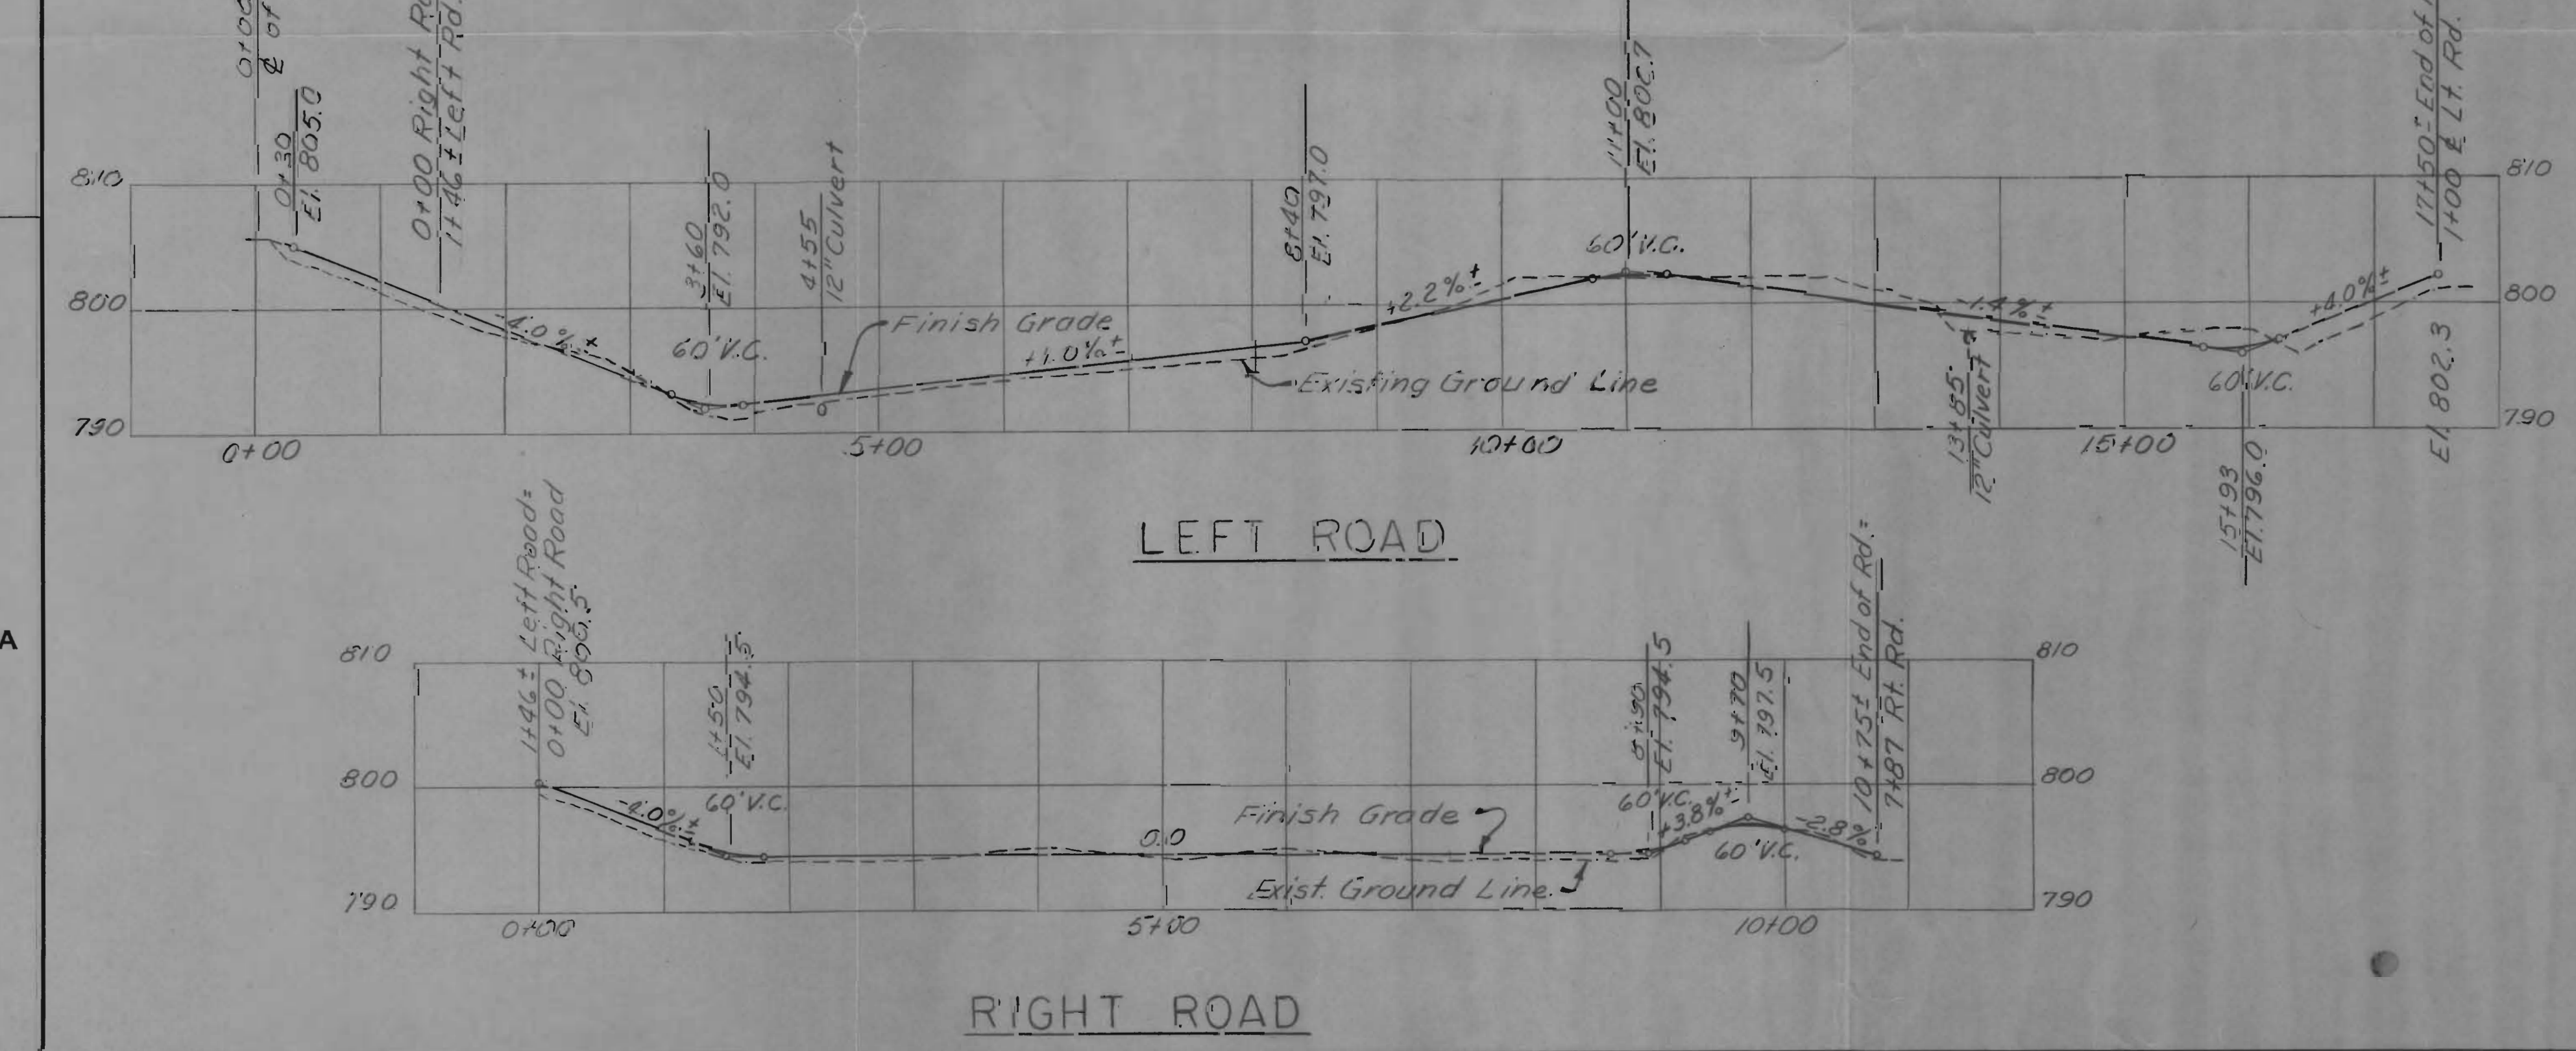 0+00
₵ of
0+30
El. 805.0
0+00 Right
1+46± Left Rd.
3+60
El. 792.0
4+55
12" Culvert
8+40
El. 797.0
11+00
El. 802.7
17+50± End of
1+00 ₵ Lt. Rd.
El. 802.3
810
800
790
810
800
790
-4.0%±
60' V.C.
Finish Grade
+1.0%±
Existing Ground Line
+2.2%±
60' V.C.
-1.4%±
13+85
12" Culvert
60' V.C.
+4.0%±
15+93
El. 796.0
0+00
5+00
10+00
15+00
LEFT ROAD
A
1+46± Left Road=
0+00 Right Road
El. 800.5
1+50
El. 794.5
8+90
El. 794.5
9+70
El. 797.5
10+75± End of Rd.=
7+87 Rt. Rd.
810
800
790
810
800
790
-4.0%±
60' V.C.
0.0
Finish Grade
Exist. Ground Line
60' V.C.
+3.8%±
60' V.C.
-2.8%
0+00
5+00
10+00
RIGHT ROAD